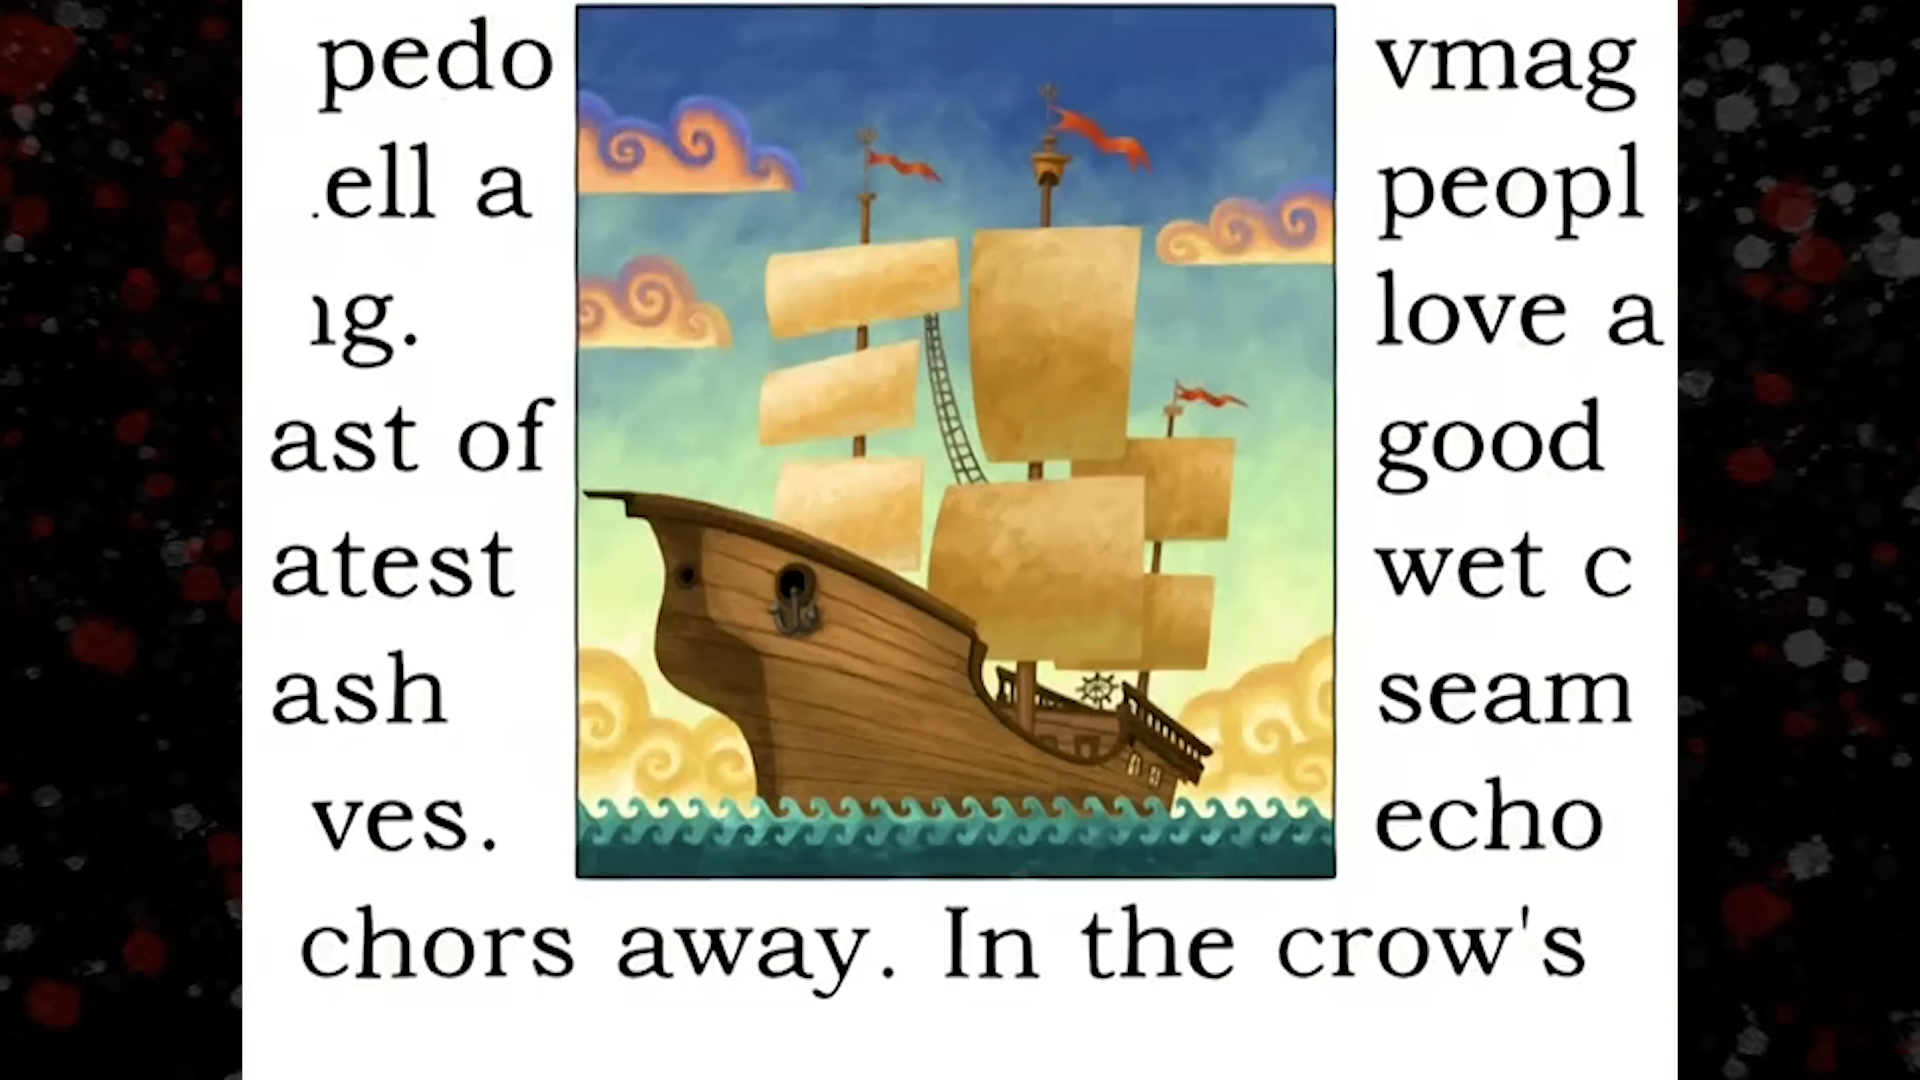 pedo
ell a
g.
ast of
atest
ash
ves.
vmag
peopl
love a
good
wet c
seam
echo
chors away. In the crow's